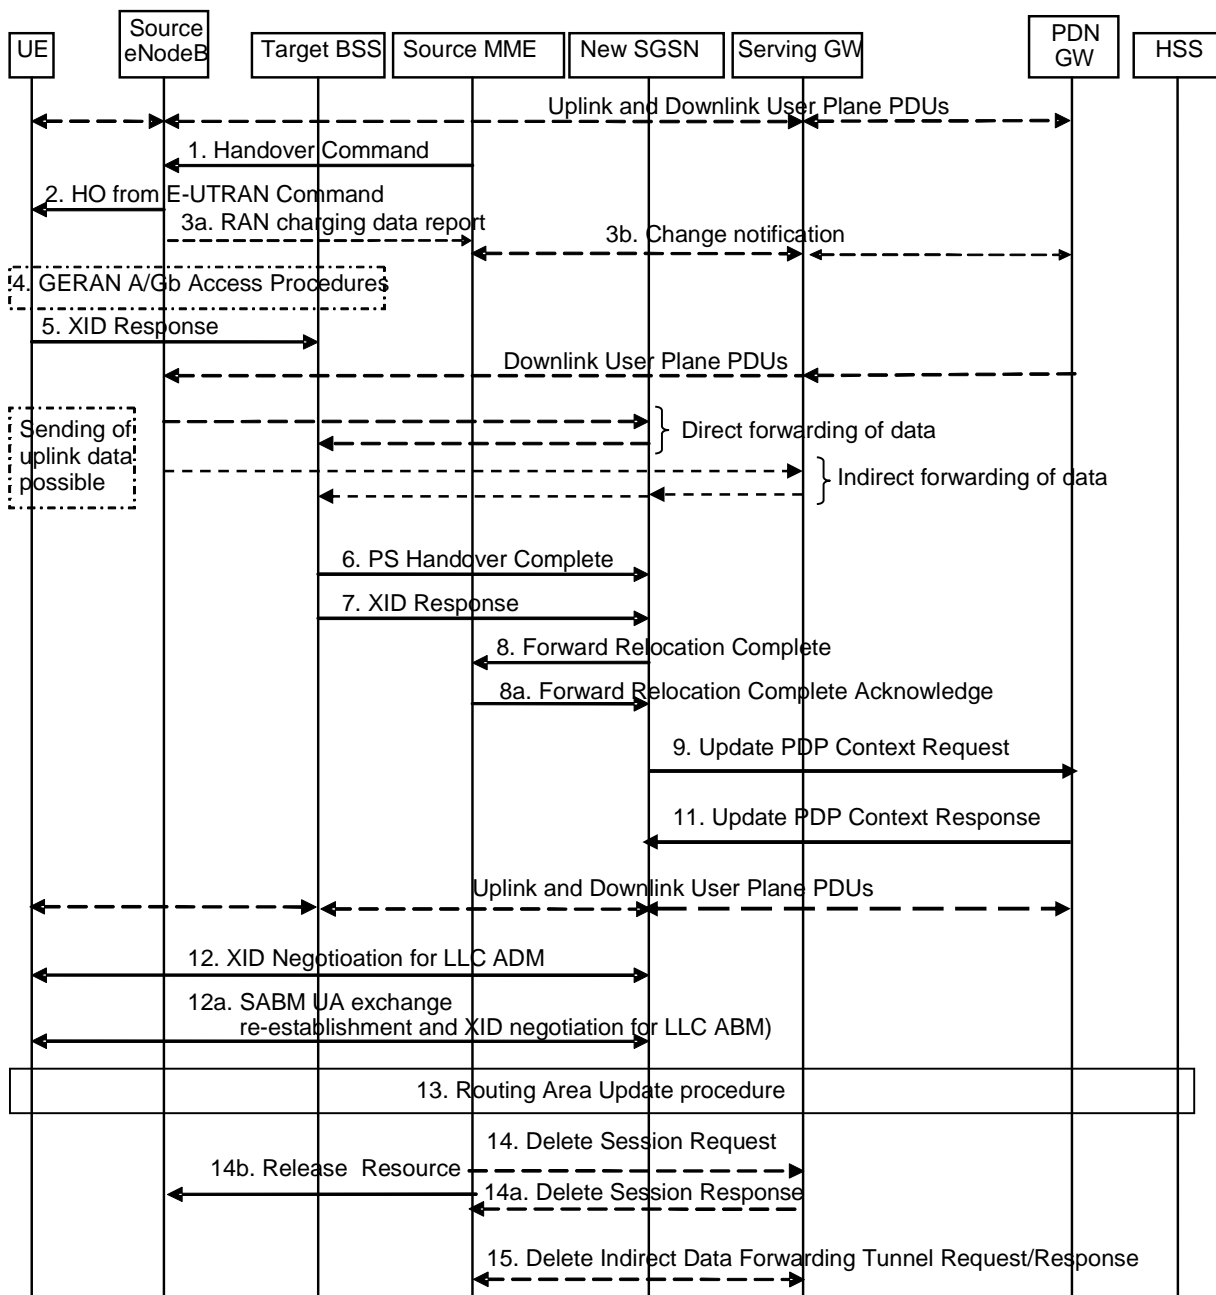 UE
Source
eNodeB
Target BSS
Source MME
New SGSN
Serving GW
PDN
GW
HSS
Uplink and Downlink User Plane PDUs
1. Handover Command
2. HO from E-UTRAN Command
3a. RAN charging data report
3b. Change notification
4. GERAN A/Gb Access Procedures
5. XID Response
Downlink User Plane PDUs
Sending of
uplink data
possible
Direct forwarding of data
Indirect forwarding of data
6. PS Handover Complete
7. XID Response
8. Forward Relocation Complete
8a. Forward Relocation Complete Acknowledge
9. Update PDP Context Request
11. Update PDP Context Response
Uplink and Downlink User Plane PDUs
12. XID Negotioation for LLC ADM
12a. SABM UA exchange
re-establishment and XID negotiation for LLC ABM)
13. Routing Area Update procedure
14. Delete Session Request
14b. Release Resource
14a. Delete Session Response
15. Delete Indirect Data Forwarding Tunnel Request/Response